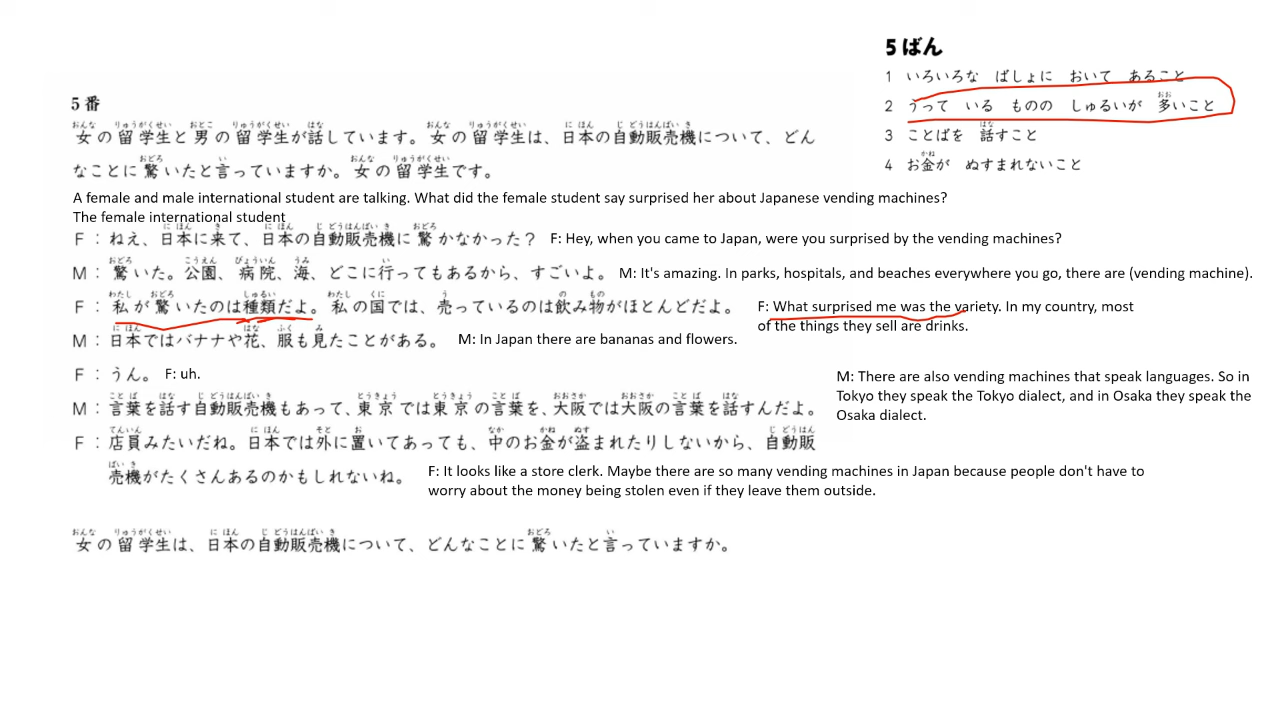 5番
女の留学生と男の留学生が話しています。女の留学生は、日本の自動販売機について、どん
なことに驚いたと言っていますか。女の留学生です。
A female and male international student are talking. What did the female student say surprised her about Japanese vending machines?
The female international student
F：ねえ、日本に来て、日本の自動販売機に驚かなかった？
F: Hey, when you came to Japan, were you surprised by the vending machines?
M：驚いた。公園、病院、海、どこに行ってもあるから、すごいよ。
M: It's amazing. In parks, hospitals, and beaches everywhere you go, there are (vending machine).
F：私が驚いたのは種類だよ。私の国では、売っているのは飲み物がほとんどだよ。
F: What surprised me was the variety. In my country, most
of the things they sell are drinks.
M：日本ではバナナや花、服も見たことがある。
M: In Japan there are bananas and flowers.
F：うん。
F: uh.
M：言葉を話す自動販売機もあって、東京では東京の言葉を、大阪では大阪の言葉を話すんだよ。
M: There are also vending machines that speak languages. So in
Tokyo they speak the Tokyo dialect, and in Osaka they speak the
Osaka dialect.
F：店員みたいだね。日本では外に置いてあっても、中のお金が盗まれたりしないから、自動販
売機がたくさんあるのかもしれないね。
F: It looks like a store clerk. Maybe there are so many vending machines in Japan because people don't have to
worry about the money being stolen even if they leave them outside.
女の留学生は、日本の自動販売機について、どんなことに驚いたと言っていますか。
5ばん
1 いろいろな ばしょに おいて あること
2 うって いる ものの しゅるいが 多いこと
3 ことばを 話すこと
4 お金が ぬすまれないこと